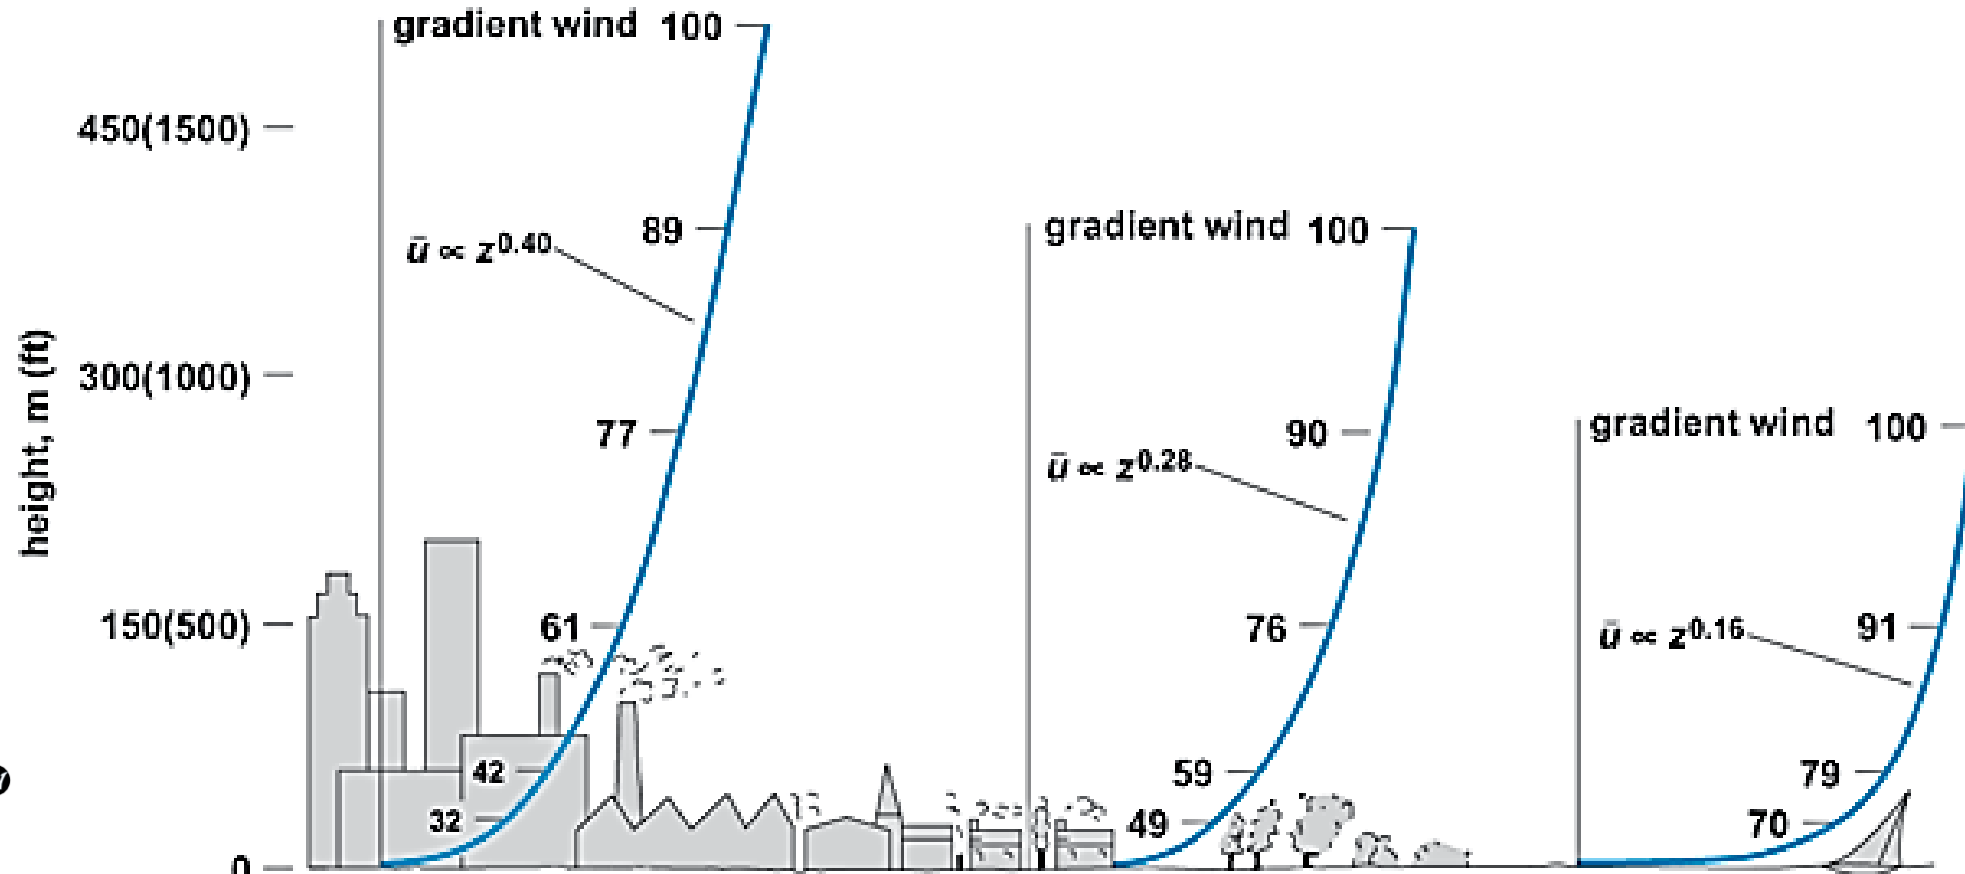 gradient wind 100
450(1500)
89
ū ∝ z0.40
gradient wind 100
300(1000)
77
90
gradient wind 100
ū ∝ z0.28
height, m (ft)
150(500)
61
76
91
ū ∝ z0.16
42
59
79
32
49
70
0